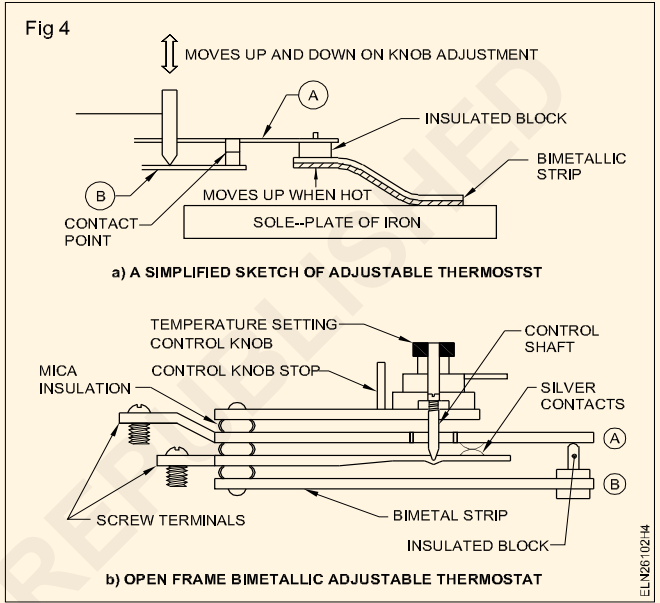 Fig 4
MOVES UP AND DOWN ON KNOB ADJUSTMENT
A
INSULATED BLOCK
BIMETALLIC
STRIP
B
MOVES UP WHEN HOT
CONTACT
POINT
SOLE--PLATE OF IRON
a) A SIMPLIFIED SKETCH OF ADJUSTABLE THERMOSTST
TEMPERATURE SETTING
CONTROL KNOB
CONTROL
SHAFT
MICA
INSULATION
CONTROL KNOB STOP
SILVER
CONTACTS
A
B
SCREW TERMINALS
BIMETAL STRIP
INSULATED BLOCK
b) OPEN FRAME BIMETALLIC ADJUSTABLE THERMOSTAT
ELN26102H4
REPUBLISHED